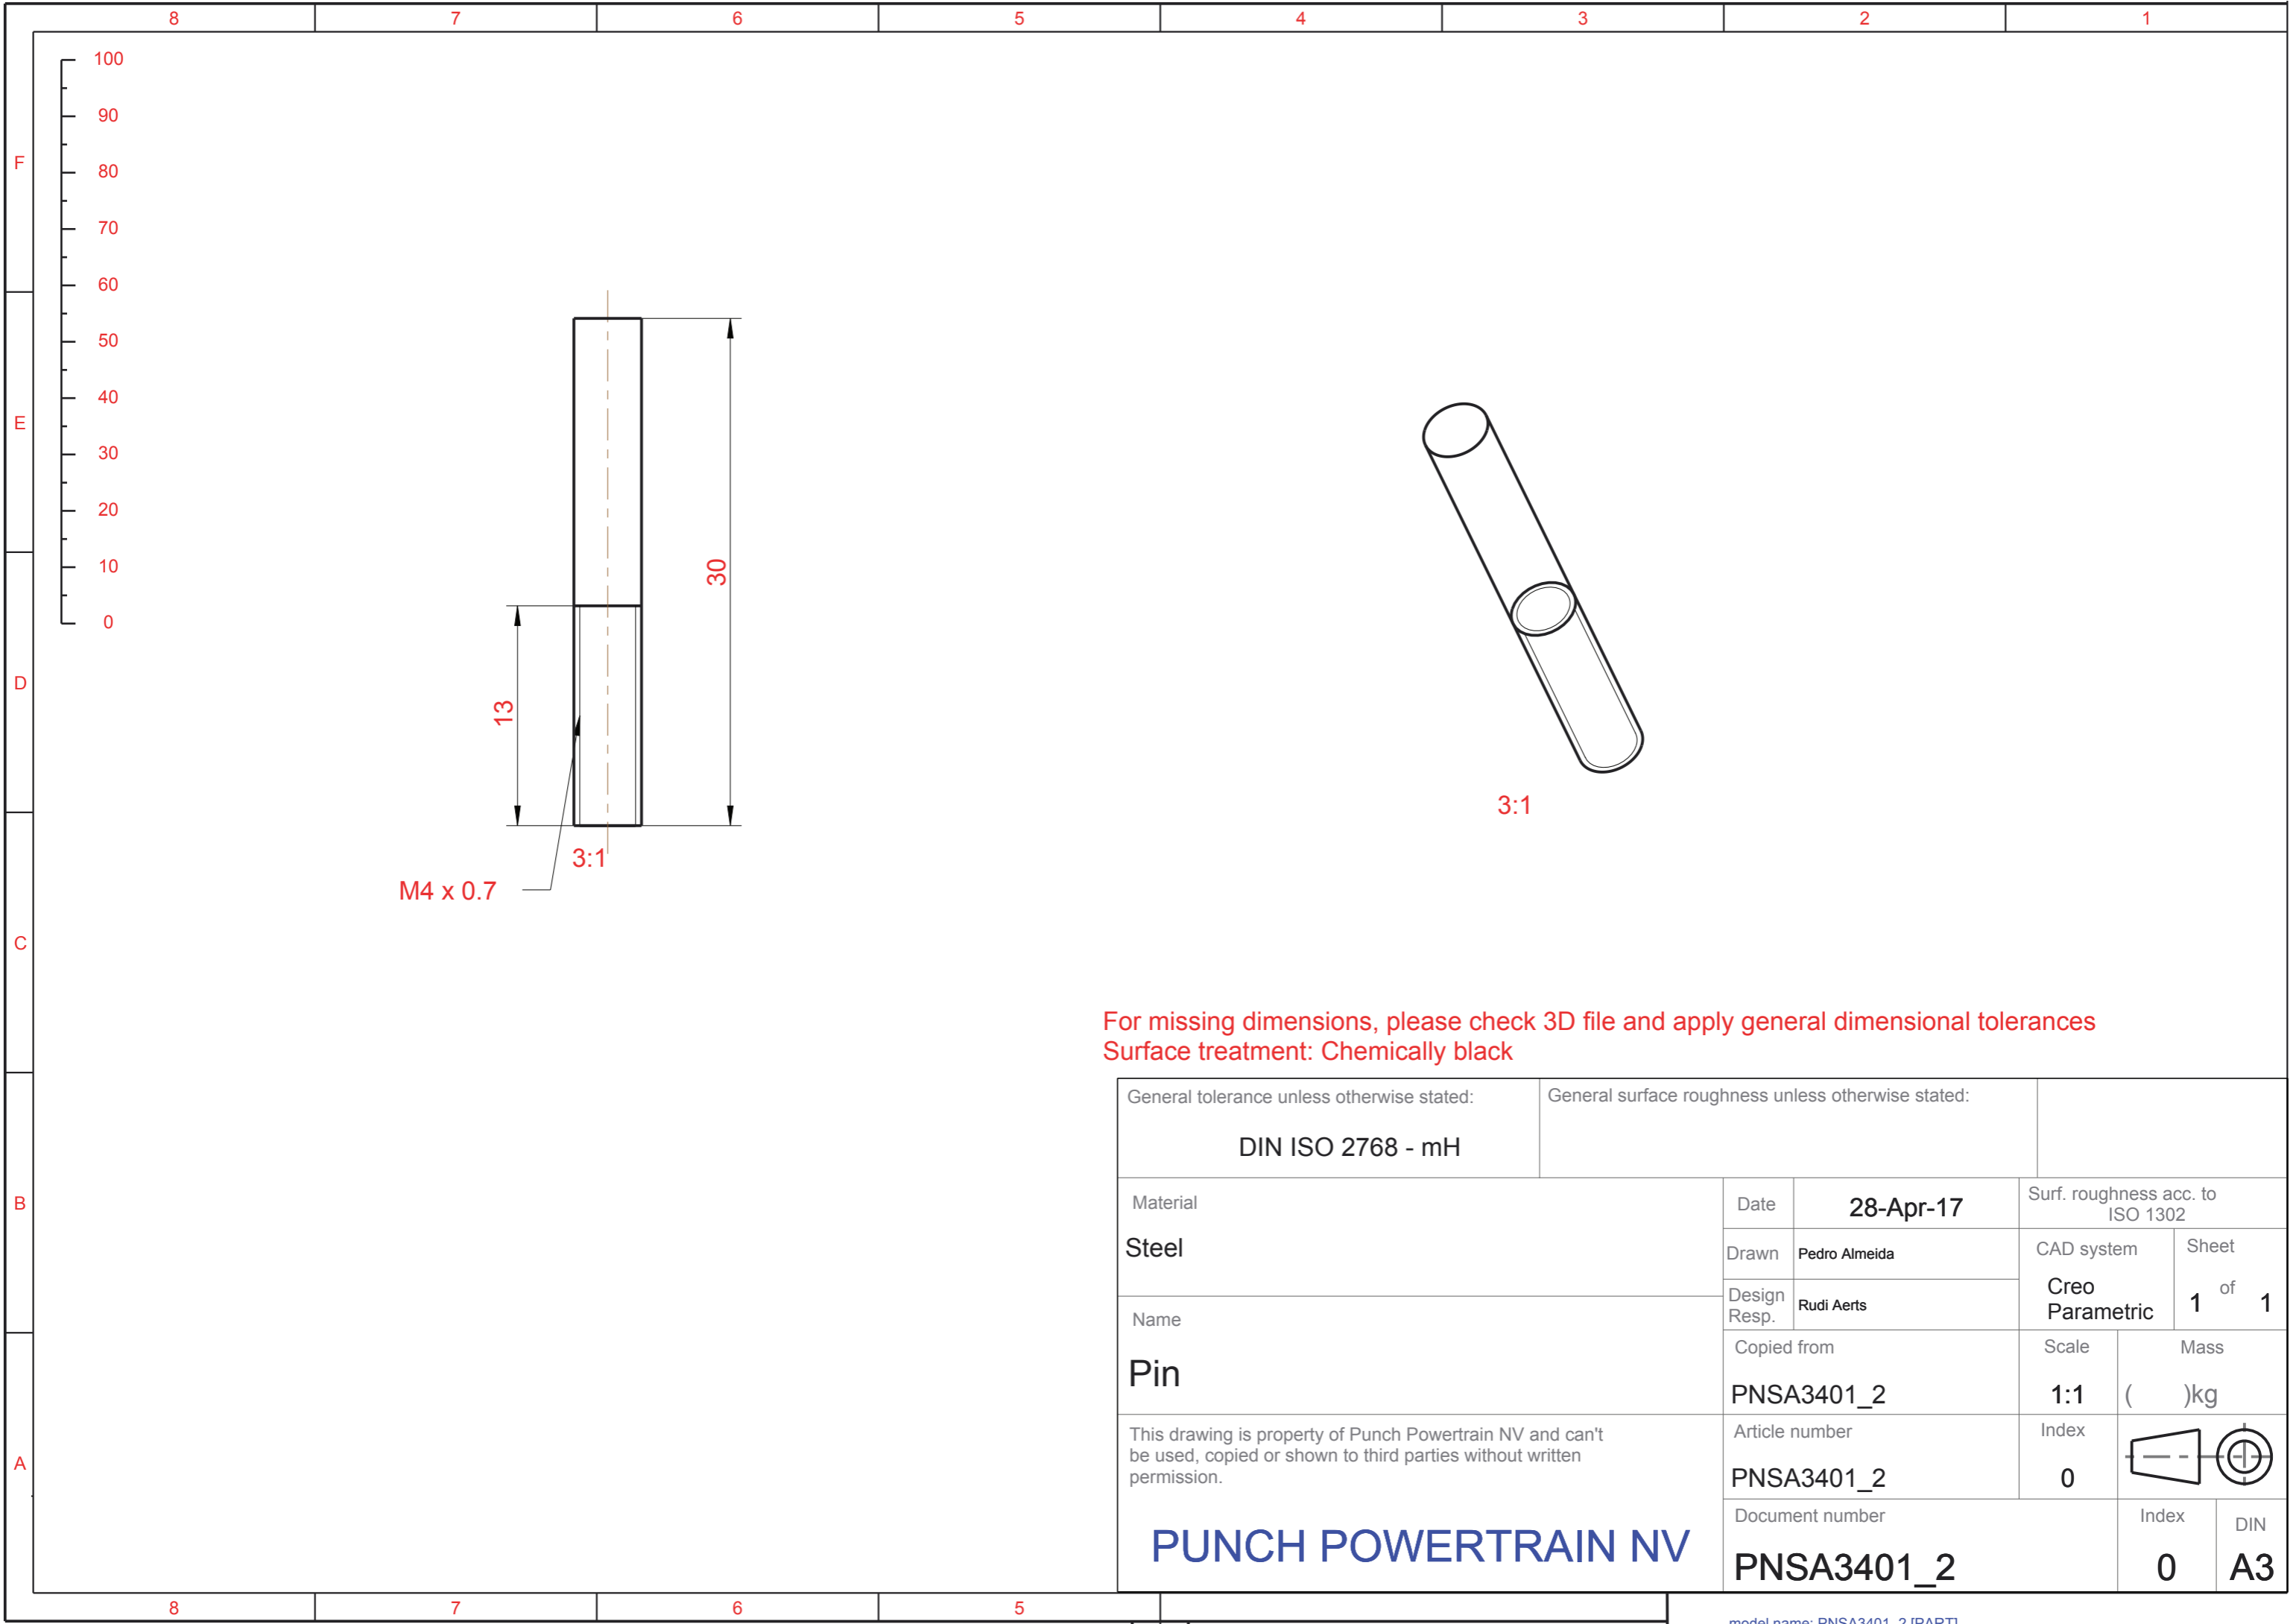 8 7 6 5 4 3 2 1
100
90
80
70
60
50
40
30
20
10
0
F
E
D
C
B
A
30
13
3:1
M4 x 0.7
3:1
For missing dimensions, please check 3D file and apply general dimensional tolerances
Surface treatment: Chemically black
General tolerance unless otherwise stated:
DIN ISO 2768 - mH
General surface roughness unless otherwise stated:
Material
Steel
Date
28-Apr-17
Surf. roughness acc. to
ISO 1302
Drawn
Pedro Almeida
CAD system
Creo
Parametric
Sheet
1 of 1
Design
Resp.
Rudi Aerts
Name
Pin
Copied from
PNSA3401_2
Scale
1:1
Mass
( )kg
This drawing is property of Punch Powertrain NV and can't
be used, copied or shown to third parties without written
permission.
Article number
PNSA3401_2
Index
0
PUNCH POWERTRAIN NV
Document number
PNSA3401_2
Index
0
DIN
A3
8 7 6 5
model name: PNSA3401_2 [PART]